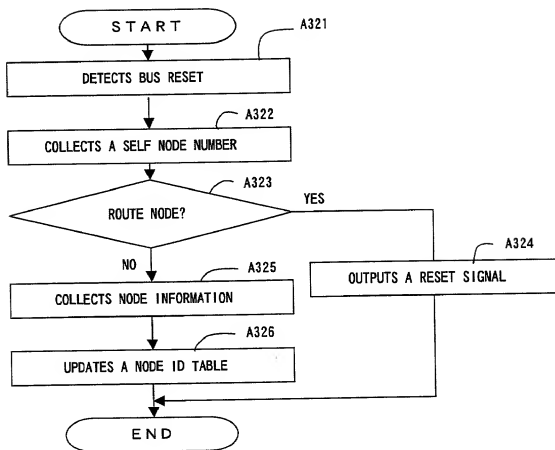 START
A321
DETECTS BUS RESET
A322
COLLECTS A SELF NODE NUMBER
A323
ROUTE NODE?
YES
A324
OUTPUTS A RESET SIGNAL
NO
A325
COLLECTS NODE INFORMATION
A326
UPDATES A NODE ID TABLE
END